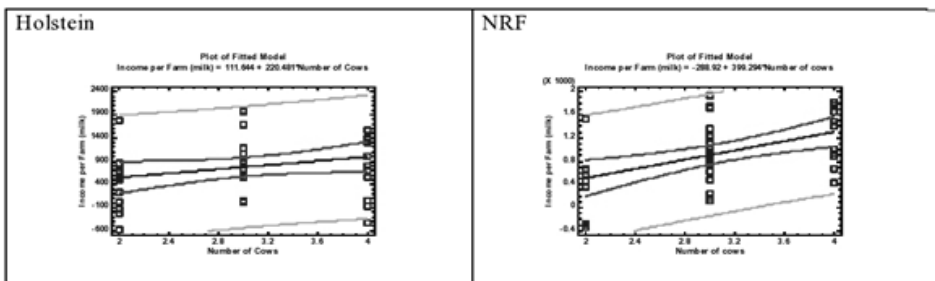 Holstein
Plot of Fitted Model
Income per Farm (milk) = 111.644 + 220.481*Number of Cows
2400
1900
1400
900
400
-100
-600
Income per Farm (milk)
2 2.4 2.8 3.2 3.6 4
Number of Cows
NRF
Plot of Fitted Model
Income per Farm (milk) = -288.92 + 399.294*Number of cows
(X 1000)
2
1.6
1.2
0.8
0.4
0
-0.4
Income per Farm (milk)
2 2.4 2.8 3.2 3.6 4
Number of cows